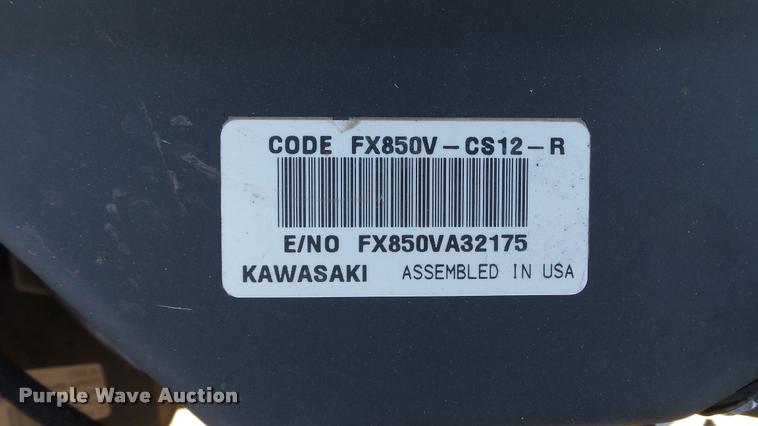 CODE FX850V-CS12-R
E/NO FX850VA32175
KAWASAKI ASSEMBLED IN USA
Purple Wave Auction